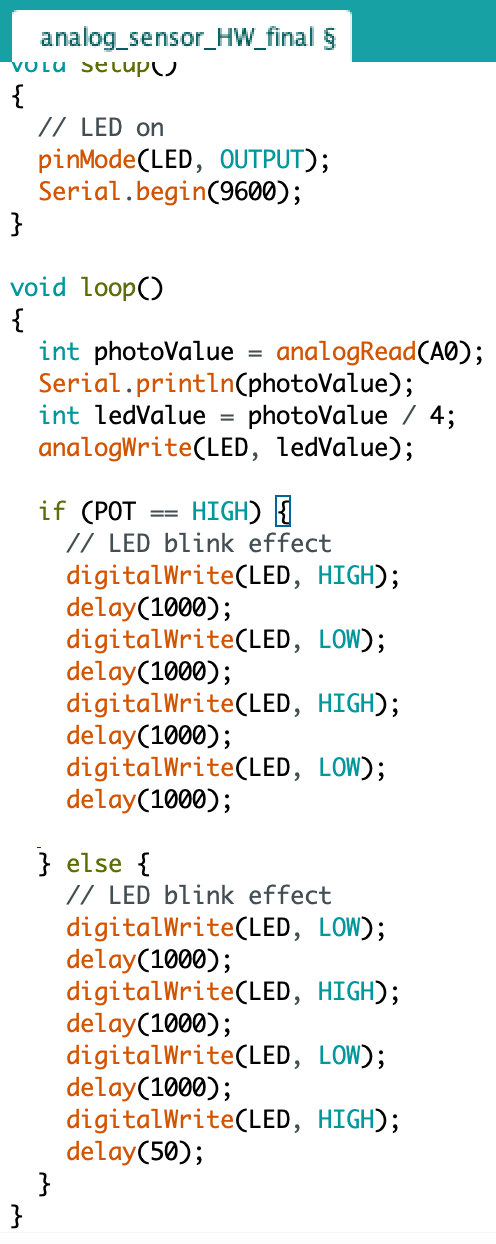 analog_sensor_HW_final §
void setup()
{
  // LED on
  pinMode(LED, OUTPUT);
  Serial.begin(9600);
}

void loop()
{
  int photoValue = analogRead(A0);
  Serial.println(photoValue);
  int ledValue = photoValue / 4;
  analogWrite(LED, ledValue);

  if (POT == HIGH) {
    // LED blink effect
    digitalWrite(LED, HIGH);
    delay(1000);
    digitalWrite(LED, LOW);
    delay(1000);
    digitalWrite(LED, HIGH);
    delay(1000);
    digitalWrite(LED, LOW);
    delay(1000);

  } else {
    // LED blink effect
    digitalWrite(LED, LOW);
    delay(1000);
    digitalWrite(LED, HIGH);
    delay(1000);
    digitalWrite(LED, LOW);
    delay(1000);
    digitalWrite(LED, HIGH);
    delay(50);
  }
}